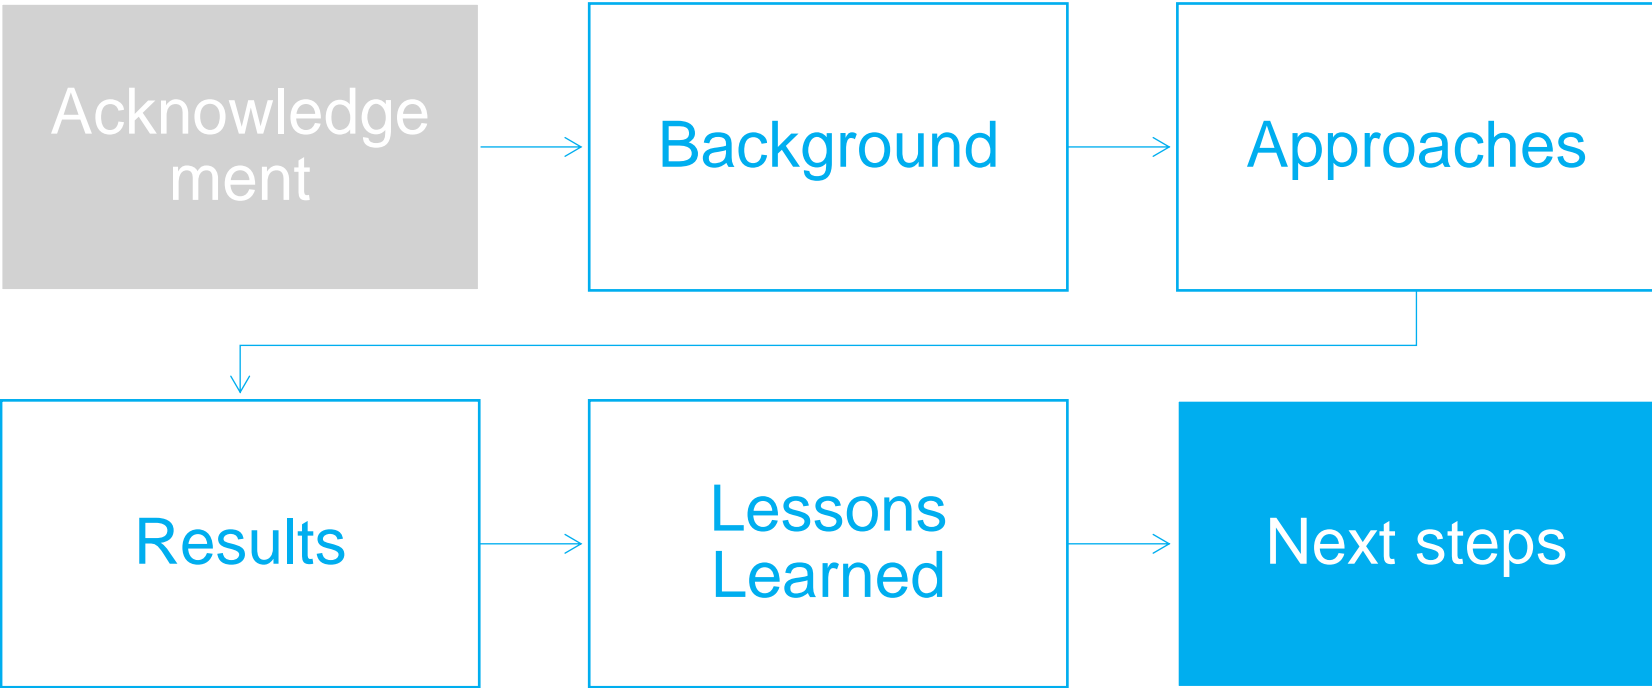 Acknowledge
ment
Background
Approaches
Results
Lessons
Learned
Next steps